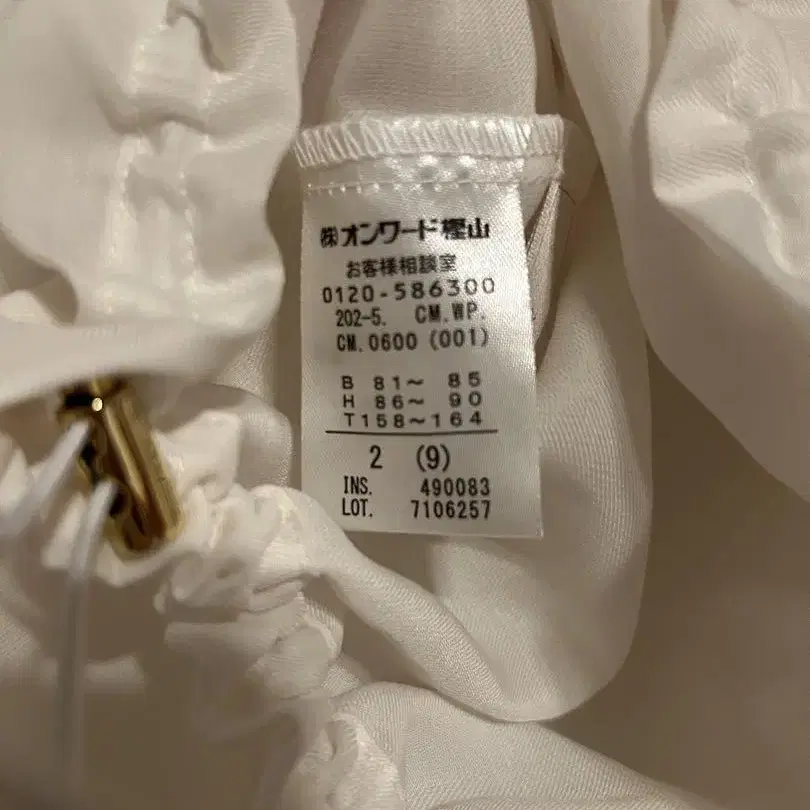 ㈱オンワード樫山
お客様相談室
0120-586300
202-5. CM.WP.
CM.0600 (001)
B 81〜 85
H 86〜 90
T158〜164
2 (9)
INS. 490083
LOT. 7106257